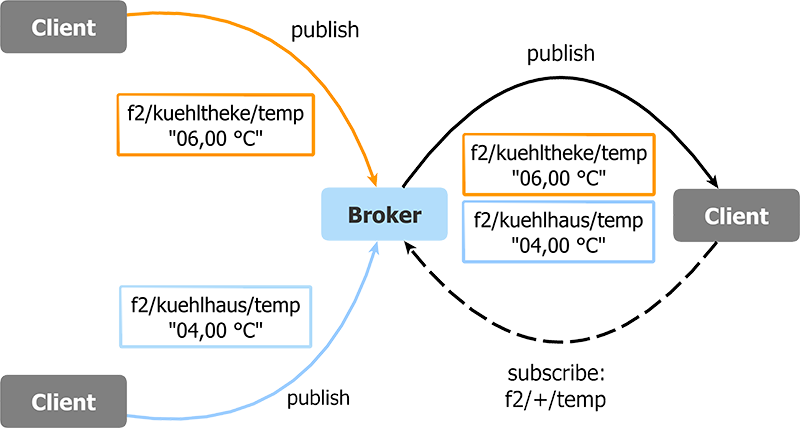 Client
publish
publish
f2/kuehltheke/temp
"06,00 °C"
f2/kuehltheke/temp
"06,00 °C"
Broker
f2/kuehlhaus/temp
"04,00 °C"
Client
f2/kuehlhaus/temp
"04,00 °C"
subscribe:
f2/+/temp
Client
publish